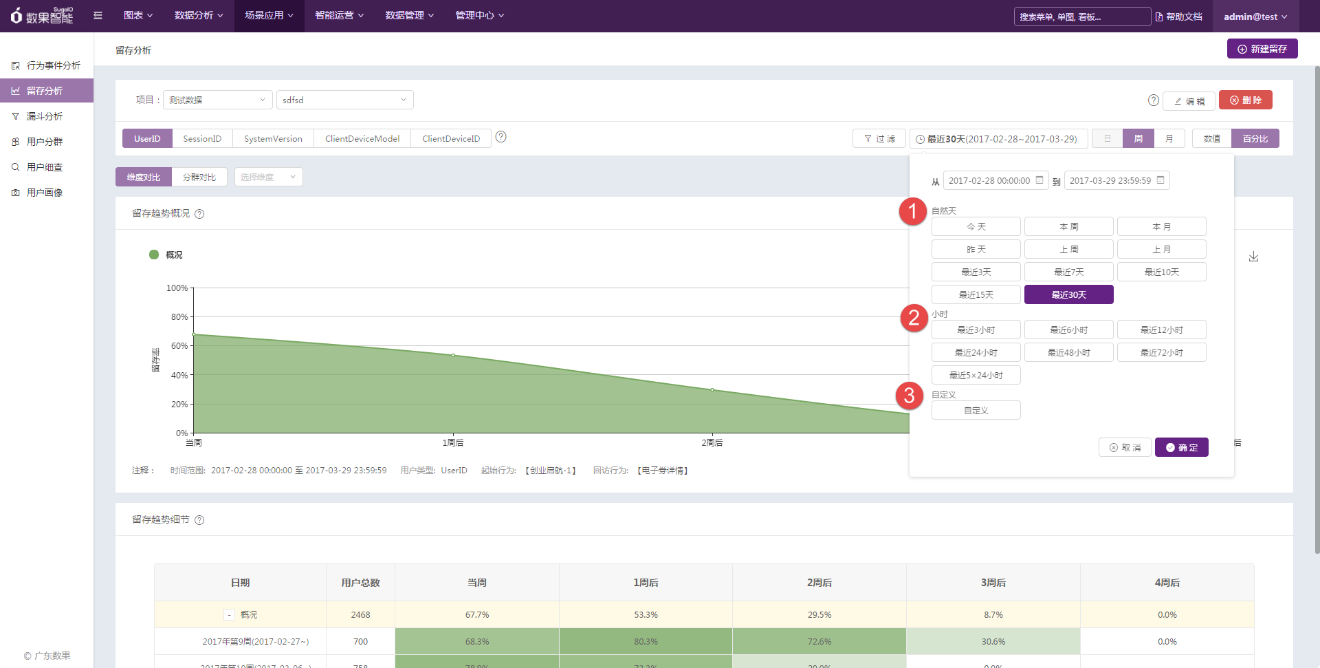 数果智能 SugoIO
图表 数据分析 场景应用 智能运营 数据管理 管理中心
搜索菜单, 单图, 看板... 帮助文档 admin@test
行为事件分析
留存分析
漏斗分析
用户分群
用户细查
用户画像
© 广东数果
留存分析 新建留存
项目: 测试数据 sdfsd 编 辑 删 除
UserID SessionID SystemVersion ClientDeviceModel ClientDeviceID 过 滤 最近30天(2017-02-28~2017-03-29) 日 周 月 数值 百分比
维度对比 分群对比 选择维度
从 2017-02-28 00:00:00 到 2017-03-29 23:59:59
1
自然天
今 天 本 周 本 月
昨 天 上 周 上 月
最近3天 最近7天 最近10天
最近15天 最近30天
2
小时
最近3小时 最近6小时 最近12小时
最近24小时 最近48小时 最近72小时
最近5×24小时
3
自定义
自定义
取 消 确 定
留存趋势概况
概况
100%
80%
60%
40%
20%
0%
留存率
当周 1周后 2周后 后
注释: 时间范围: 2017-02-28 00:00:00 至 2017-03-29 23:59:59 用户类型: UserID 起始行为: 【创业启航-1】 回访行为: 【电子券详情】
留存趋势细节
日期 用户总数 当周 1周后 2周后 3周后 4周后
- 概况 2468 67.7% 53.3% 29.5% 8.7% 0.0%
2017年第9周(2017-02-27~) 700 68.3% 80.3% 72.6% 30.6% 0.0%